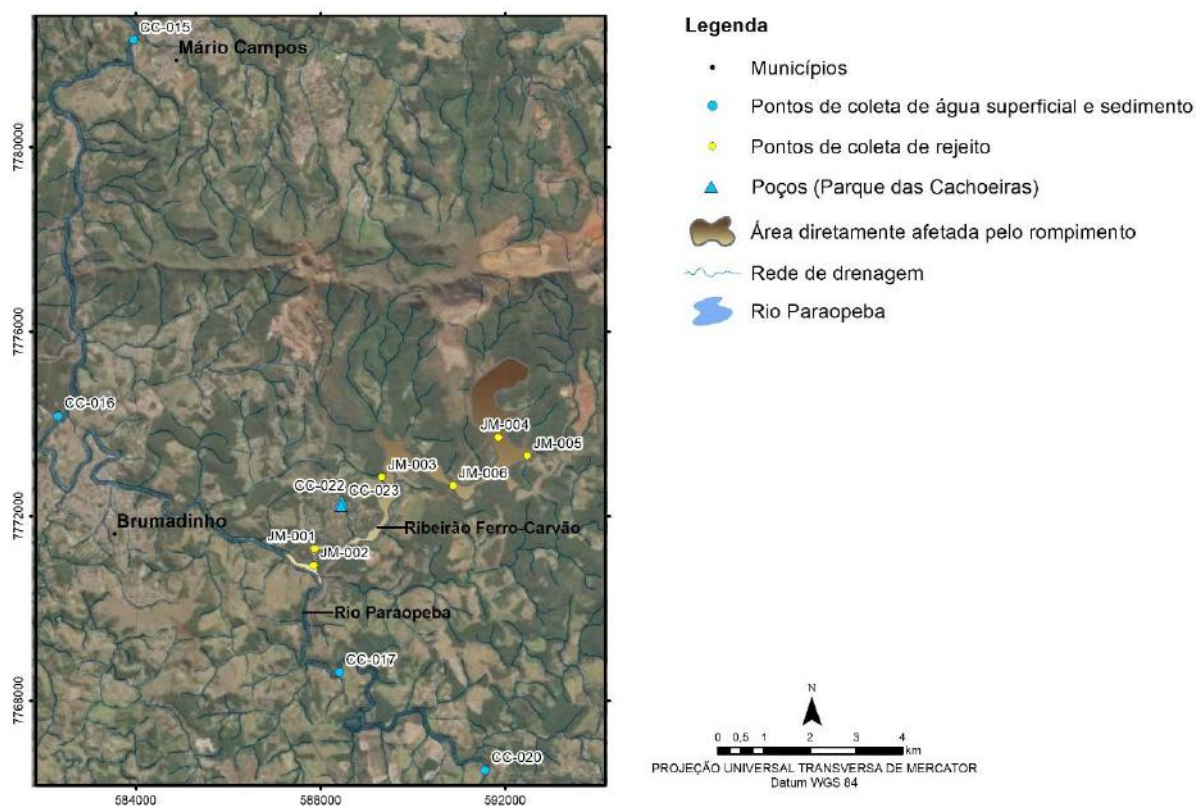 CC-015
Mário Campos
7780000
7776000
CC-016
JM-004
JM-005
JM-003
JM-006
CC-022
CC-023
7772000
Brumadinho
Ribeirão Ferro-Carvão
JM-001
JM-002
Rio Paraopeba
CC-017
7768000
CC-020
584000
588000
592000
Legenda
Municípios
Pontos de coleta de água superficial e sedimento
Pontos de coleta de rejeito
Poços (Parque das Cachoeiras)
Área diretamente afetada pelo rompimento
Rede de drenagem
Rio Paraopeba
N
0 0,5 1 2 3 4
km
PROJEÇÃO UNIVERSAL TRANSVERSA DE MERCATOR
Datum WGS 84